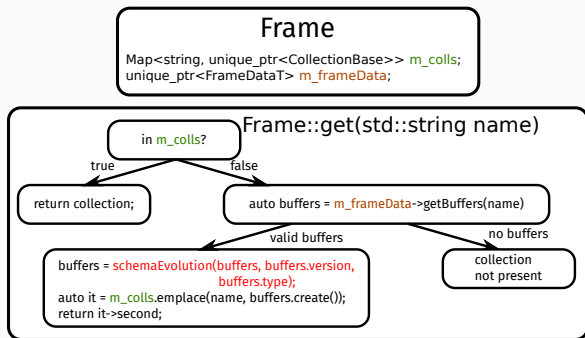 Frame
Map<string, unique_ptr<CollectionBase>> m_colls;
unique_ptr<FrameDataT> m_frameData;
Frame::get(std::string name)
in m_colls?
true
false
return collection;
auto buffers = m_frameData->getBuffers(name)
valid buffers
no buffers
buffers = schemaEvolution(buffers, buffers.version,
buffers.type);
auto it = m_colls.emplace(name, buffers.create());
return it->second;
collection
not present